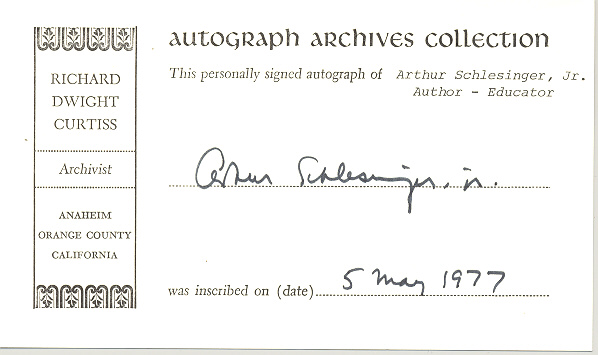 AUTOGRAPH ARCHIVES COLLECTION
RICHARD
DWIGHT
CURTISS
Archivist
ANAHEIM
ORANGE COUNTY
CALIFORNIA
This personally signed autograph of Arthur Schlesinger, Jr.
Author - Educator
Arthur Schlesinger, jr.
was inscribed on (date) 5 May 1977